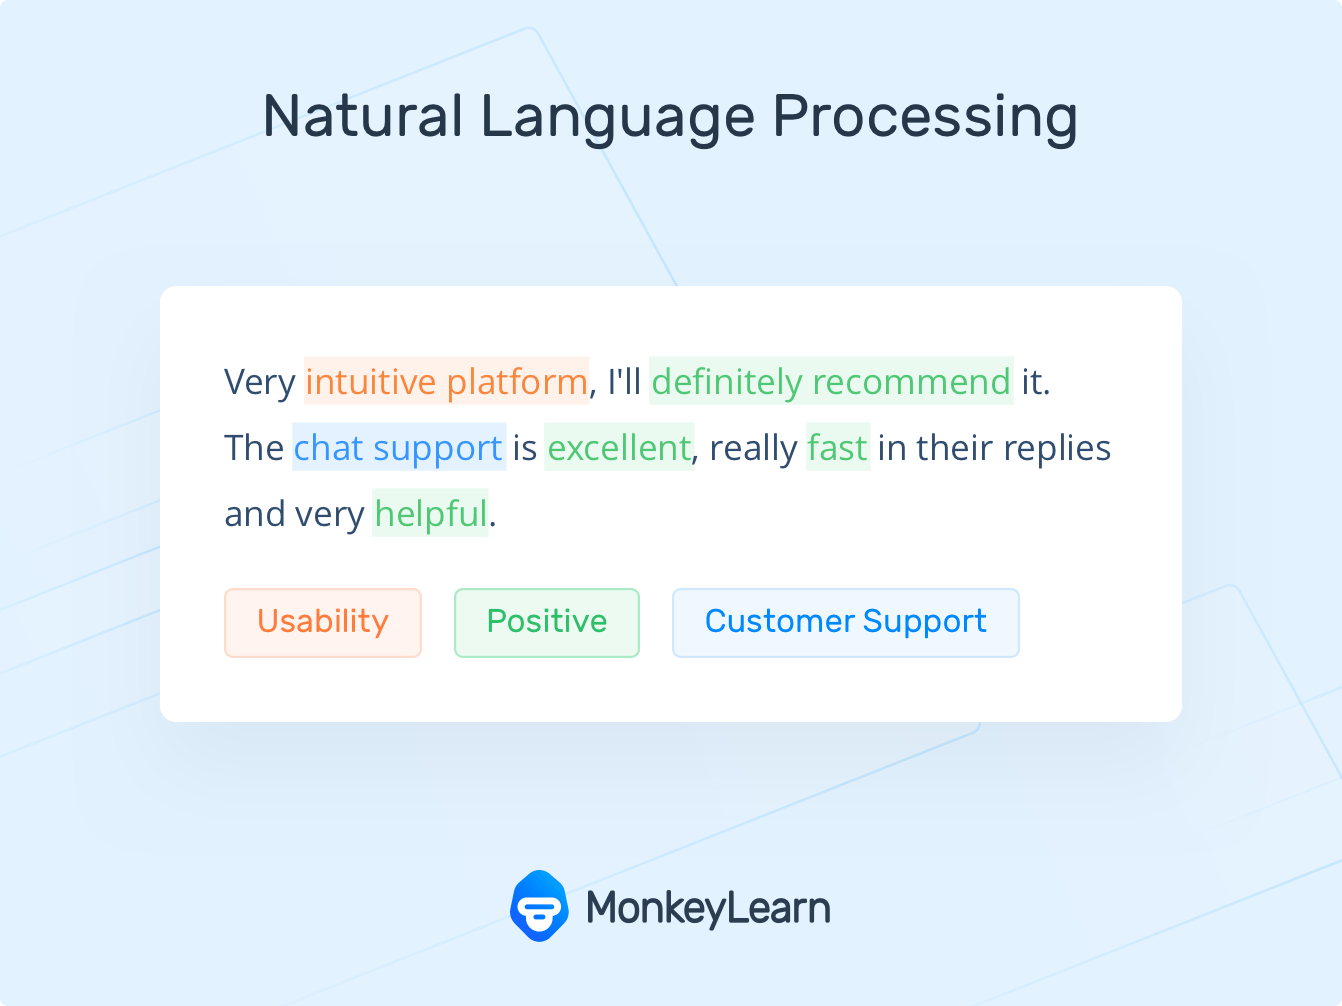 Natural Language Processing
Very intuitive platform, I'll definitely recommend it.
The chat support is excellent, really fast in their replies
and very helpful.
Usability Positive Customer Support
MonkeyLearn